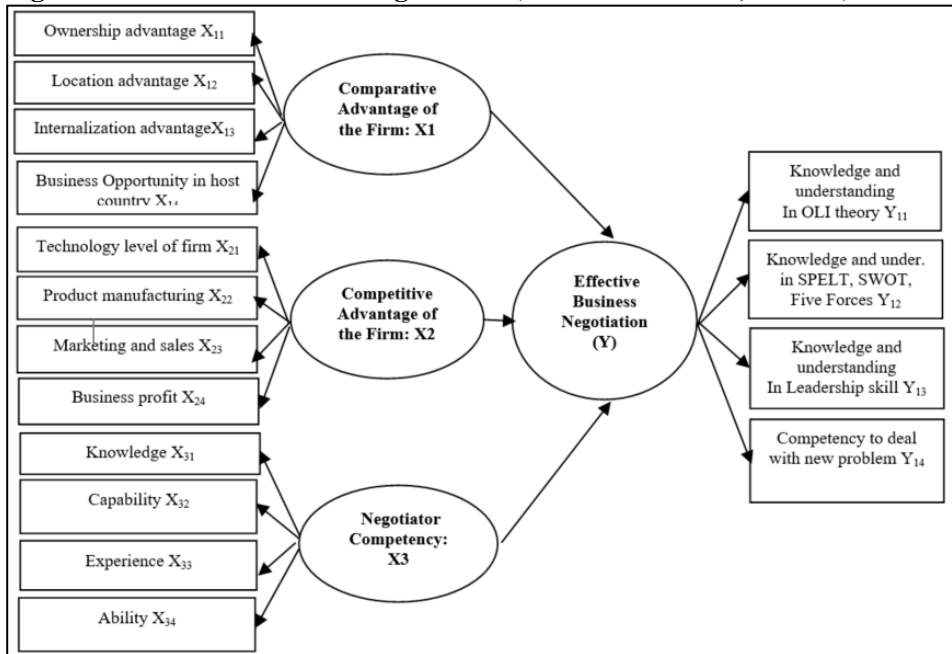 Ownership advantage X₁₁
Location advantage X₁₂
Internalization advantageX₁₃
Business Opportunity in host
country X₁₄
Technology level of firm X₂₁
Product manufacturing X₂₂
Marketing and sales X₂₃
Business profit X₂₄
Knowledge X₃₁
Capability X₃₂
Experience X₃₃
Ability X₃₄
Comparative
Advantage of
the Firm: X1
Competitive
Advantage of
the Firm: X2
Negotiator
Competency:
X3
Effective
Business
Negotiation
(Y)
Knowledge and
understanding
In OLI theory Y₁₁
Knowledge and under.
in SPELT, SWOT,
Five Forces Y₁₂
Knowledge and
understanding
In Leadership skill Y₁₃
Competency to deal
with new problem Y₁₄